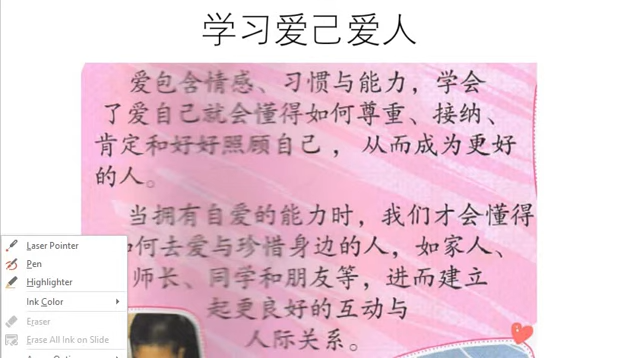 学习爱己爱人
爱包含情感、习惯与能力，学会
了爱自己就会懂得如何尊重、接纳、
肯定和好好照顾自己，从而成为更好
的人。
当拥有自爱的能力时，我们才会懂得
何去爱与珍惜身边的人，如家人、
师长、同学和朋友等，进而建立
起更良好的互动与
人际关系。
Laser Pointer
Pen
Highlighter
Ink Color
Eraser
Erase All Ink on Slide